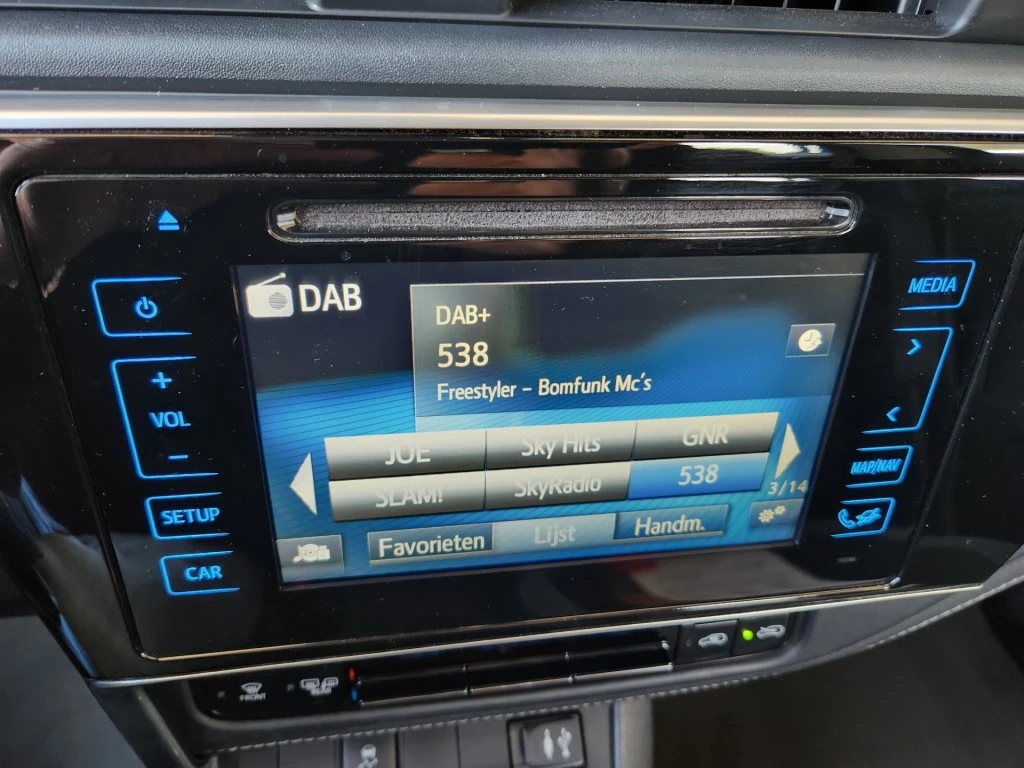 MEDIA
DAB
DAB+
538
Freestyler - Bomfunk Mc's
+
VOL
-
JOE
Sky Hits
GNR
SLAM!
SkyRadio
538
3/14
MAP/NAV
SETUP
Favorieten
Lijst
Handm.
CAR
FRONT